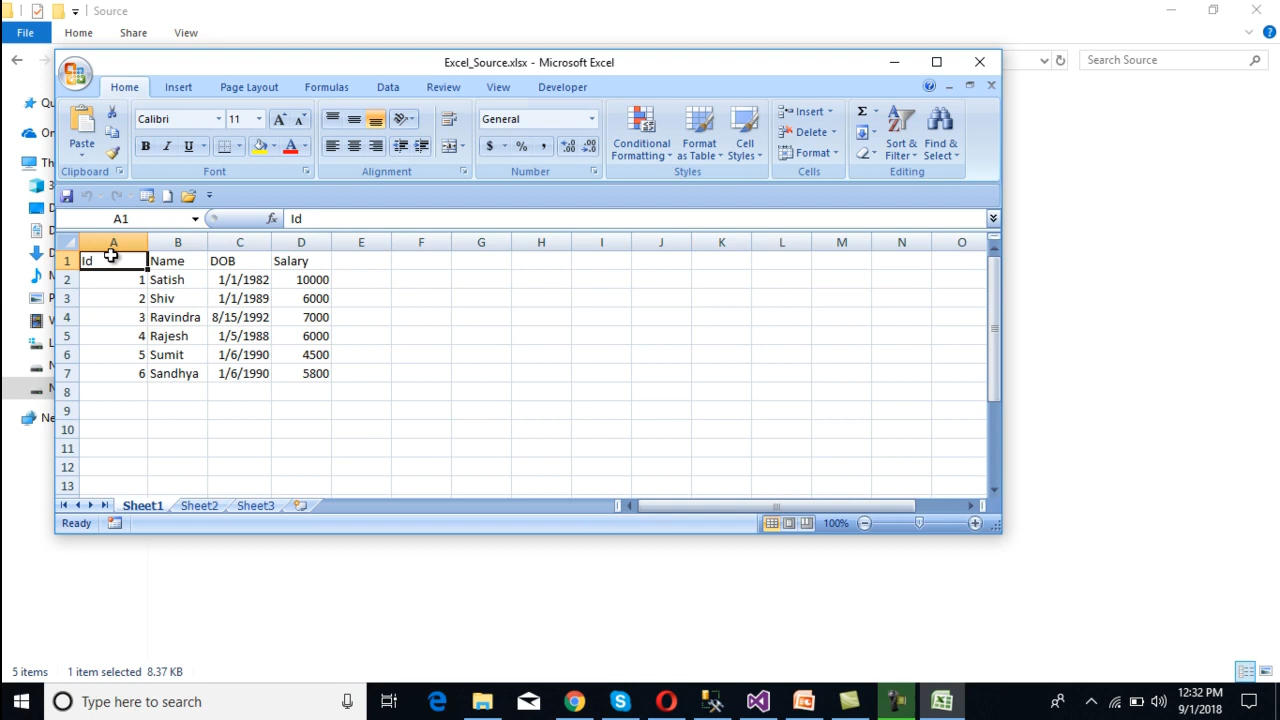 Source
File Home Share View
Search Source
Excel_Source.xlsx - Microsoft Excel
Home Insert Page Layout Formulas Data Review View Developer
Calibri 11 General Insert
Paste B I U $ % , Conditional Formatting Format as Table Cell Styles Delete Format Σ Sort & Filter Find & Select
Clipboard Font Alignment Number Styles Cells Editing
A1 fx Id
A B C D E F G H I J K L M N O
1 Id Name DOB Salary
2 1 Satish 1/1/1982 10000
3 2 Shiv 1/1/1989 6000
4 3 Ravindra 8/15/1992 7000
5 4 Rajesh 1/5/1988 6000
6 5 Sumit 1/6/1990 4500
7 6 Sandhya 1/6/1990 5800
8
9
10
11
12
13
Sheet1 Sheet2 Sheet3
Ready 100%
5 items 1 item selected 8.37 KB
Type here to search
12:32 PM
9/1/2018